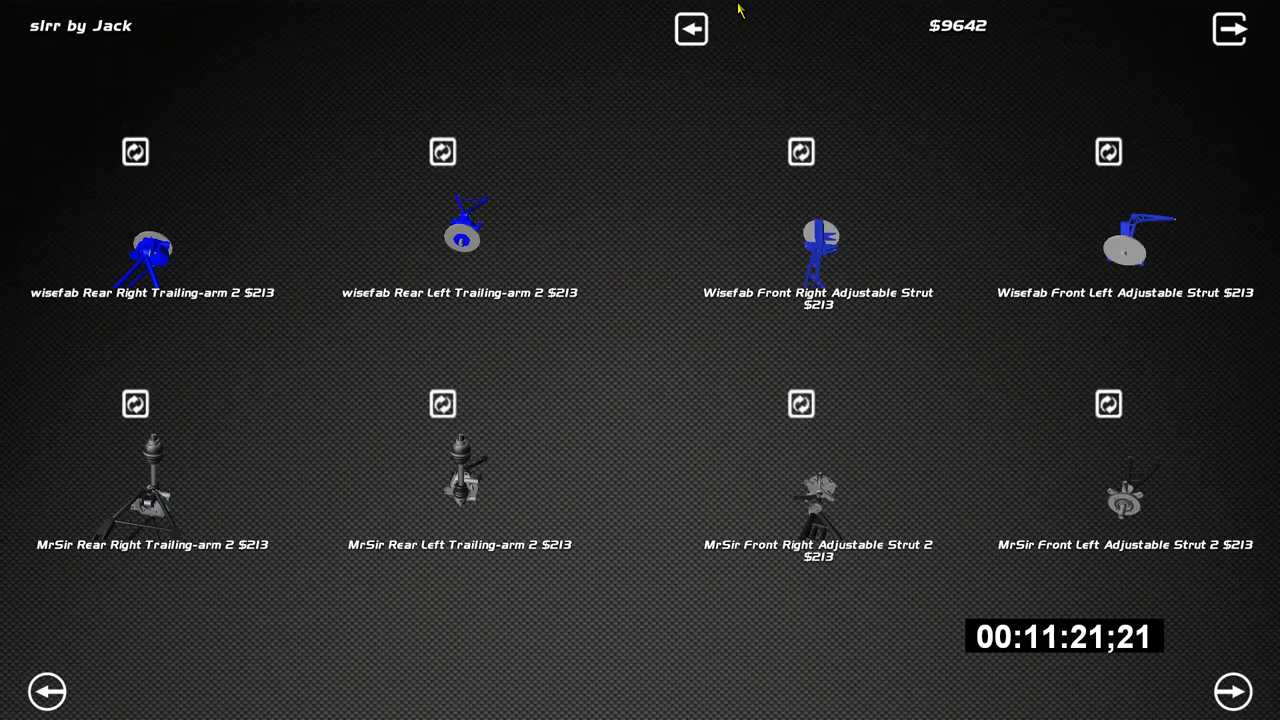 slrr by Jack
$9642
wisefab Rear Right Trailing-arm 2 $213
wisefab Rear Left Trailing-arm 2 $213
Wisefab Front Right Adjustable Strut
$213
Wisefab Front Left Adjustable Strut $213
MrSir Rear Right Trailing-arm 2 $213
MrSir Rear Left Trailing-arm 2 $213
MrSir Front Right Adjustable Strut 2
$213
MrSir Front Left Adjustable Strut 2 $213
00:11:21;21